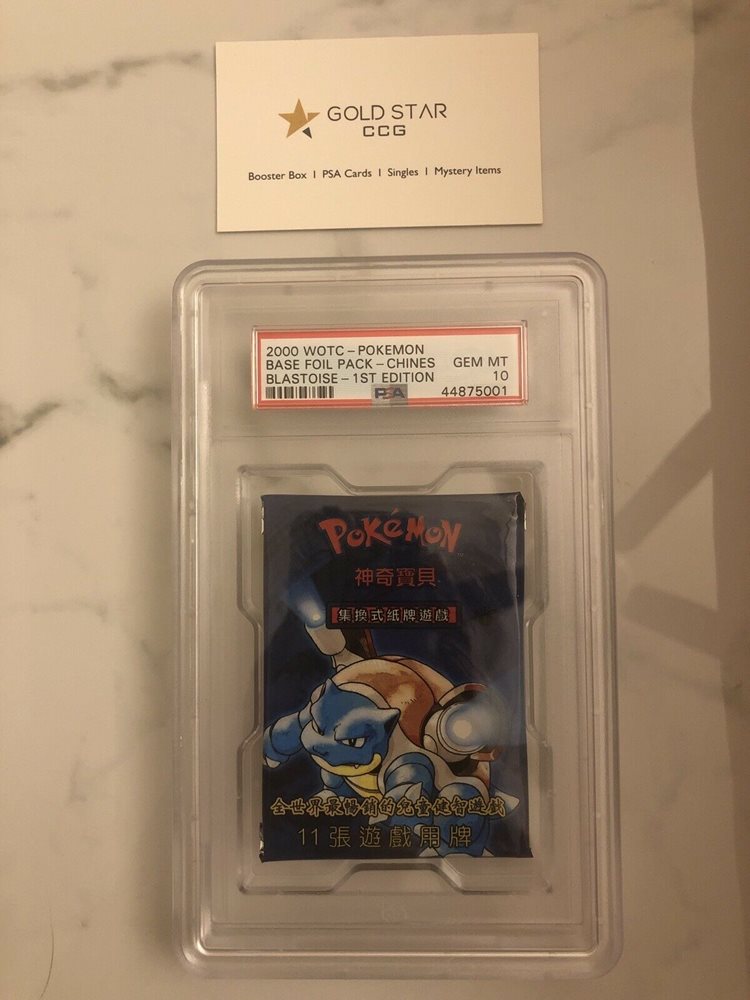 GOLD STAR
CCG
Booster Box I PSA Cards I Singles I Mystery Items
2000 WOTC - POKEMON
BASE FOIL PACK - CHINES GEM MT
BLASTOISE - 1ST EDITION 10
PSA 44875001
POKéMON
神奇寶貝
集換式纸牌遊戲
全世界最暢銷的兒童健智遊戲
11張遊戲用牌